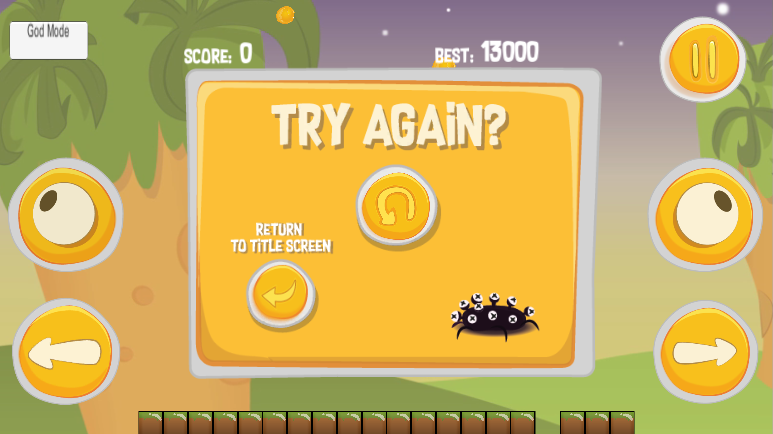 God Mode
SCORE: 0
BEST: 13000
TRY AGAIN?
RETURN
TO TITLE SCREEN